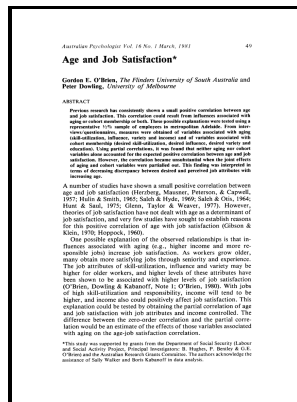 Australian Psychologist Vol. 16 No. 1 March, 1981 49
Age and Job Satisfaction*
Gordon E. O'Brien, The Flinders University of South Australia and
Peter Dowling, University of Melbourne
ABSTRACT
Previous research has consistently shown a small positive correlation between age
and job satisfaction. This correlation could result from influences associated with
aging or cohort membership or both. These possible explanations were tested using a
representative ½% sample of employees in metropolitan Adelaide. From inter-
views/questionnaires, measures were obtained of variables associated with aging
(skill-utilization, influence, variety and income) and of variables associated with
cohort membership (desired skill-utilization, desired influence, desired variety and
education). Using partial correlations, it was found that neither aging nor cohort
variables alone accounted for the expected positive correlation between age and job
satisfaction. However, the correlation became unsubstantial when the joint effects
of aging and cohort variables were partialled out. This finding was interpreted in
terms of decreasing discrepancy between desired and perceived job attributes with
increasing age.
A number of studies have shown a small positive correlation between
age and job satisfaction (Herzberg, Mausner, Peterson, & Capwell,
1957; Hulin & Smith, 1965; Saleh & Hyde, 1969; Saleh & Otis, 1964;
Hunt & Saul, 1975; Glenn, Taylor & Weaver, 1977). However,
theories of job satisfaction have not dealt with age as a determinant of
job satisfaction, and very few studies have sought to establish reasons
for this positive correlation of age with job satisfaction (Gibson &
Klein, 1970; Hoppock, 1960).
One possible explanation of the observed relationships is that in-
fluences associated with aging (e.g., higher income and more re-
sponsible jobs) increase job satisfaction. As workers grow older,
many obtain more satisfying jobs through seniority and experience.
The job attributes of skill-utilization, influence and variety may be
higher for older workers, and higher levels of these attributes have
been shown to be associated with higher levels of job satisfaction
(O'Brien, Dowling & Kabanoff, Note 1; O'Brien, 1980). With jobs
of high skill-utilization and responsibility, income will tend to be
higher, and income also could positively affect job satisfaction. This
explanation could be tested by obtaining the partial correlation of age
and job satisfaction with job attributes and income controlled. The
difference between the zero-order correlation and the partial corre-
lation would be an estimate of the effects of those variables associated
with aging on the age-job satisfaction correlation.
*This study was supported by grants from the Department of Social Security (Labour
and Social Activity Project, Principal Investigators: B. Hughes, P. Bentley & G.E.
O'Brien) and the Australian Research Grants Committee. The authors acknowledge the
assistance of Sally Walker and Boris Kabanoff in data analysis.